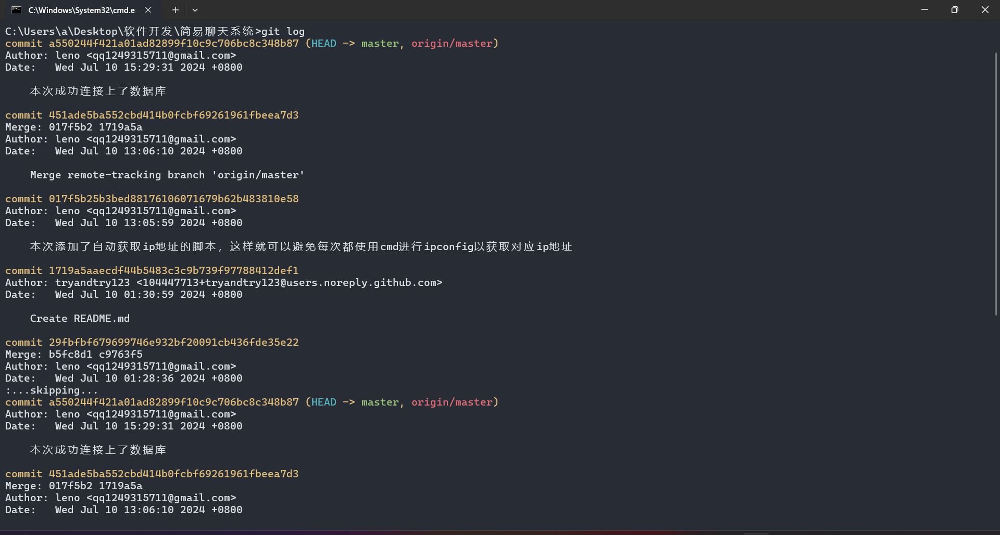 C:\Windows\System32\cmd.e
C:\Users\a\Desktop\软件开发\简易聊天系统>git log
commit a550244f421a01ad82899f10c9c706bc8c348b87 (HEAD -> master, origin/master)
Author: leno <qq1249315711@gmail.com>
Date:   Wed Jul 10 15:29:31 2024 +0800
本次成功连接上了数据库
commit 451ade5ba552cbd414b0fcbf69261961fbeea7d3
Merge: 017f5b2 1719a5a
Author: leno <qq1249315711@gmail.com>
Date:   Wed Jul 10 13:06:10 2024 +0800
Merge remote-tracking branch 'origin/master'
commit 017f5b25b3bed88176106071679b62b483810e58
Author: leno <qq1249315711@gmail.com>
Date:   Wed Jul 10 13:05:59 2024 +0800
本次添加了自动获取ip地址的脚本，这样就可以避免每次都使用cmd进行ipconfig以获取对应ip地址
commit 1719a5aaecdf44b5483c3c9b739f97788412def1
Author: tryandtry123 <104447713+tryandtry123@users.noreply.github.com>
Date:   Wed Jul 10 01:30:59 2024 +0800
Create README.md
commit 29fbfbf679699746e932bf20091cb436fde35e22
Merge: b5fc8d1 c9763f5
Author: leno <qq1249315711@gmail.com>
Date:   Wed Jul 10 01:28:36 2024 +0800
:...skipping...
commit a550244f421a01ad82899f10c9c706bc8c348b87 (HEAD -> master, origin/master)
Author: leno <qq1249315711@gmail.com>
Date:   Wed Jul 10 15:29:31 2024 +0800
本次成功连接上了数据库
commit 451ade5ba552cbd414b0fcbf69261961fbeea7d3
Merge: 017f5b2 1719a5a
Author: leno <qq1249315711@gmail.com>
Date:   Wed Jul 10 13:06:10 2024 +0800